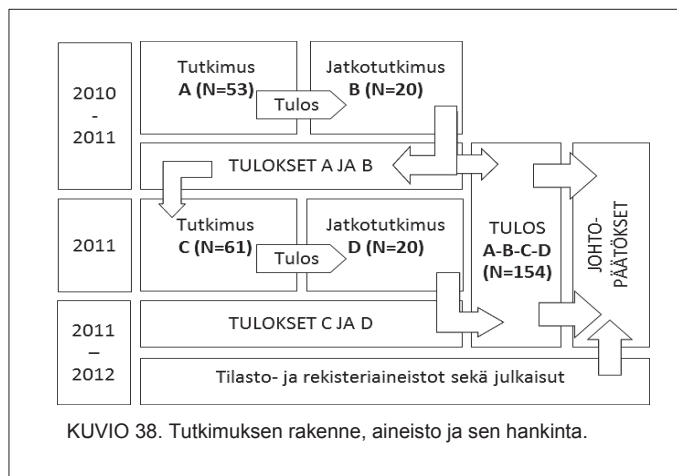 2010
-
2011
Tutkimus
A (N=53)
Tulos
Jatkotutkimus
B (N=20)
TULOKSET A JA B
2011
Tutkimus
C (N=61)
Tulos
Jatkotutkimus
D (N=20)
TULOS
A-B-C-D
(N=154)
JOHTO-
PÄÄTÖKSET
2011
–
2012
TULOKSET C JA D
Tilasto- ja rekisteriaineistot sekä julkaisut
KUVIO 38. Tutkimuksen rakenne, aineisto ja sen hankinta.